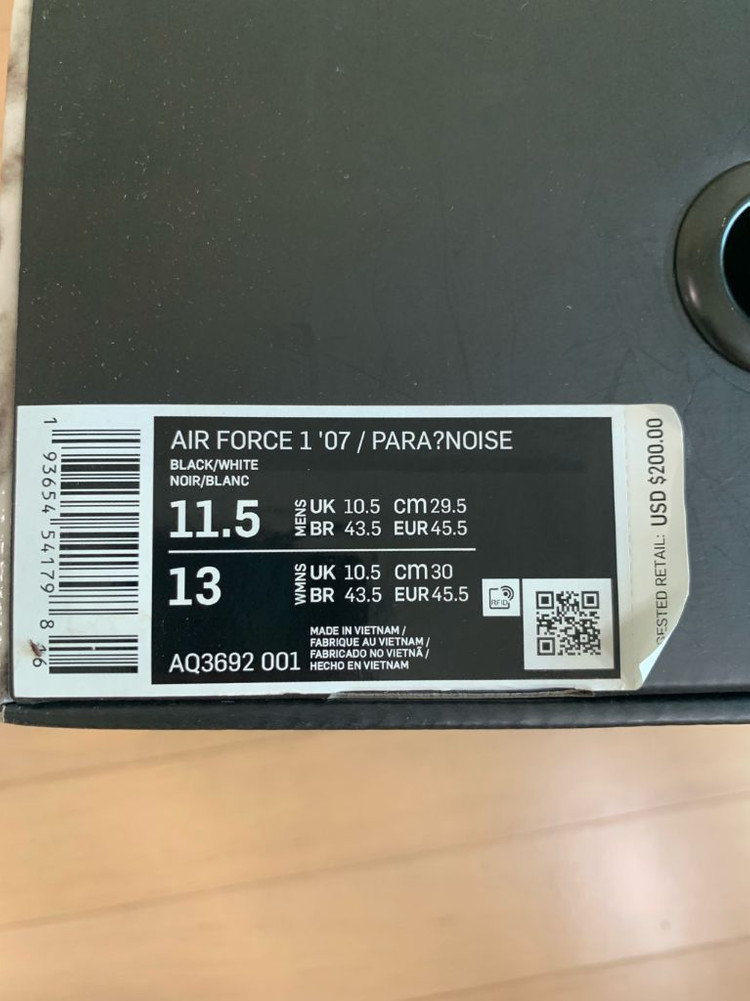 AIR FORCE 1 '07 / PARA?NOISE
BLACK/WHITE
NOIR/BLANC
11.5
MENS
UK 10.5 cm 29.5
BR 43.5 EUR 45.5
13
WMNS
UK 10.5 cm 30
BR 43.5 EUR 45.5
RFID
AQ3692 001
MADE IN VIETNAM /
FABRIQUE AU VIETNAM /
FABRICADO NO VIETNÃ /
HECHO EN VIETNAM
1 93654 54179 8
16
ESTED RETAIL: USD $200.00